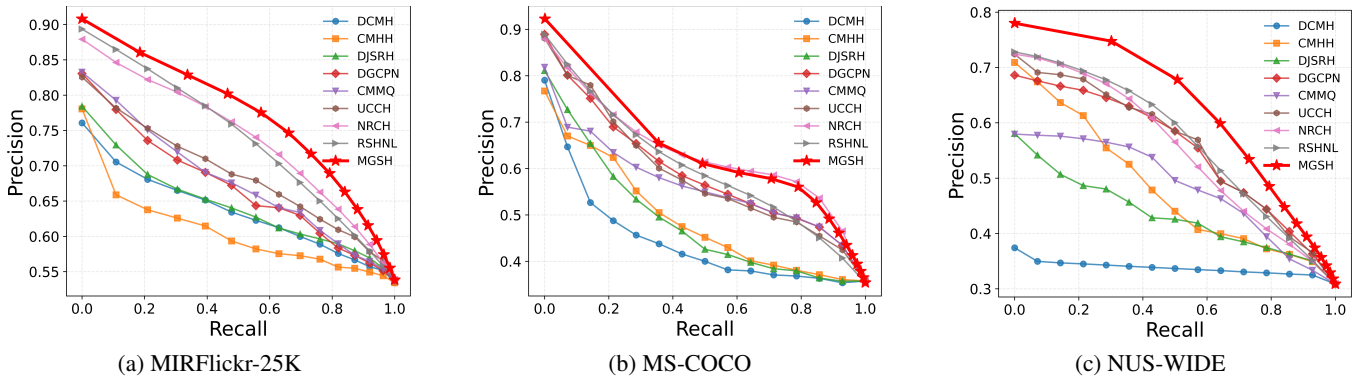 0.90
0.85
0.80
0.75
0.70
0.65
0.60
0.55
Precision
0.0 0.2 0.4 0.6 0.8 1.0
Recall
DCMH
CMHH
DJSRH
DGCPN
CMMQ
UCCH
NRCH
RSHNL
MGSH
(a) MIRFlickr-25K
0.9
0.8
0.7
0.6
0.5
0.4
Precision
0.0 0.2 0.4 0.6 0.8 1.0
Recall
DCMH
CMHH
DJSRH
DGCPN
CMMQ
UCCH
NRCH
RSHNL
MGSH
(b) MS-COCO
0.8
0.7
0.6
0.5
0.4
0.3
Precision
0.0 0.2 0.4 0.6 0.8 1.0
Recall
DCMH
CMHH
DJSRH
CMMQ
DGCPN
UCCH
NRCH
RSHNL
MGSH
(c) NUS-WIDE